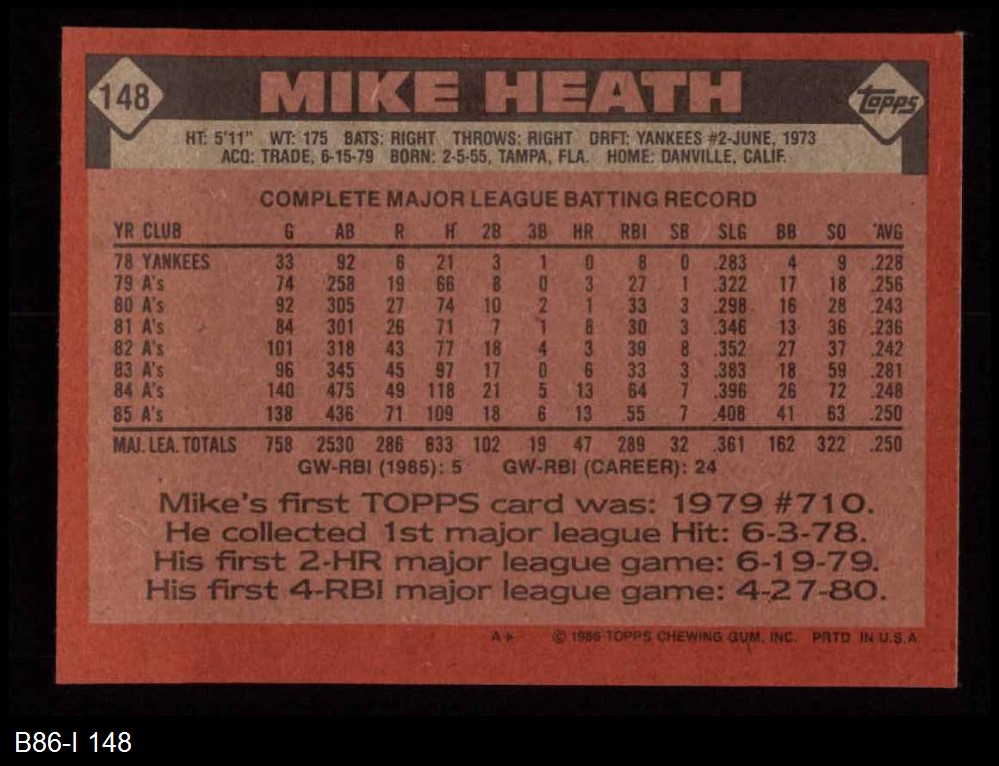 148 MIKE HEATH Topps
HT: 5'11" WT: 175 BATS: RIGHT THROWS: RIGHT DRFT: YANKEES #2-JUNE, 1973
ACQ: TRADE, 6-15-79 BORN: 2-5-55, TAMPA, FLA. HOME: DANVILLE, CALIF.
COMPLETE MAJOR LEAGUE BATTING RECORD
YR CLUB G AB R H 2B 3B HR RBI SB SLG BB SO AVG
78 YANKEES 33 92 6 21 3 1 0 8 0 .283 4 9 .228
79 A's 74 258 19 66 8 0 3 27 1 .322 17 18 .256
80 A's 92 305 27 74 10 2 1 33 3 .298 16 28 .243
81 A's 84 301 26 71 7 1 8 30 3 .346 13 36 .236
82 A's 101 318 43 77 18 4 3 39 8 .352 27 37 .242
83 A's 96 345 45 97 17 0 6 33 3 .383 18 59 .281
84 A's 140 475 49 118 21 5 13 64 7 .396 26 72 .248
85 A's 138 436 71 109 18 6 13 55 7 .408 41 63 .250
MAJ. LEA. TOTALS 758 2530 286 633 102 19 47 289 32 .361 162 322 .250
GW-RBI (1985): 5 GW-RBI (CAREER): 24
Mike's first TOPPS card was: 1979 #710.
He collected 1st major league Hit: 6-3-78.
His first 2-HR major league game: 6-19-79.
His first 4-RBI major league game: 4-27-80.
A* © 1986 TOPPS CHEWING GUM, INC. PRTD. IN U.S.A.
B86-I 148